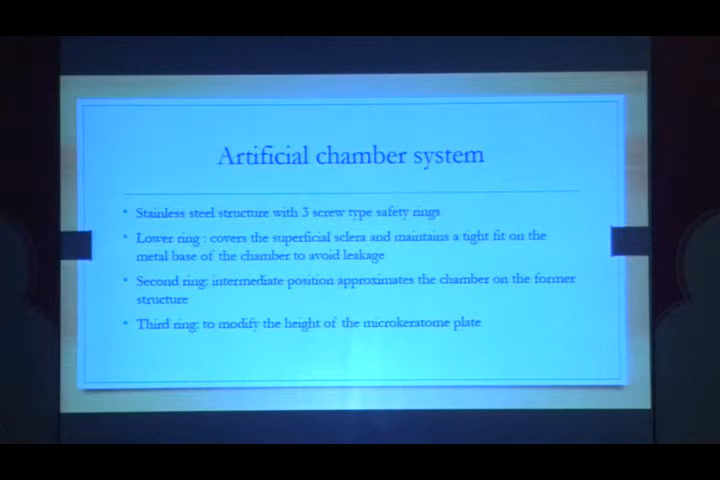 Artificial chamber system
• Stainless steel structure with 3 screw type safety rings
• Lower ring : covers the superficial sclera and maintains a tight fit on the
metal base of the chamber to avoid leakage
• Second ring: intermediate position approximates the chamber on the former
structure
• Third ring: to modify the height of the microkeratome plate